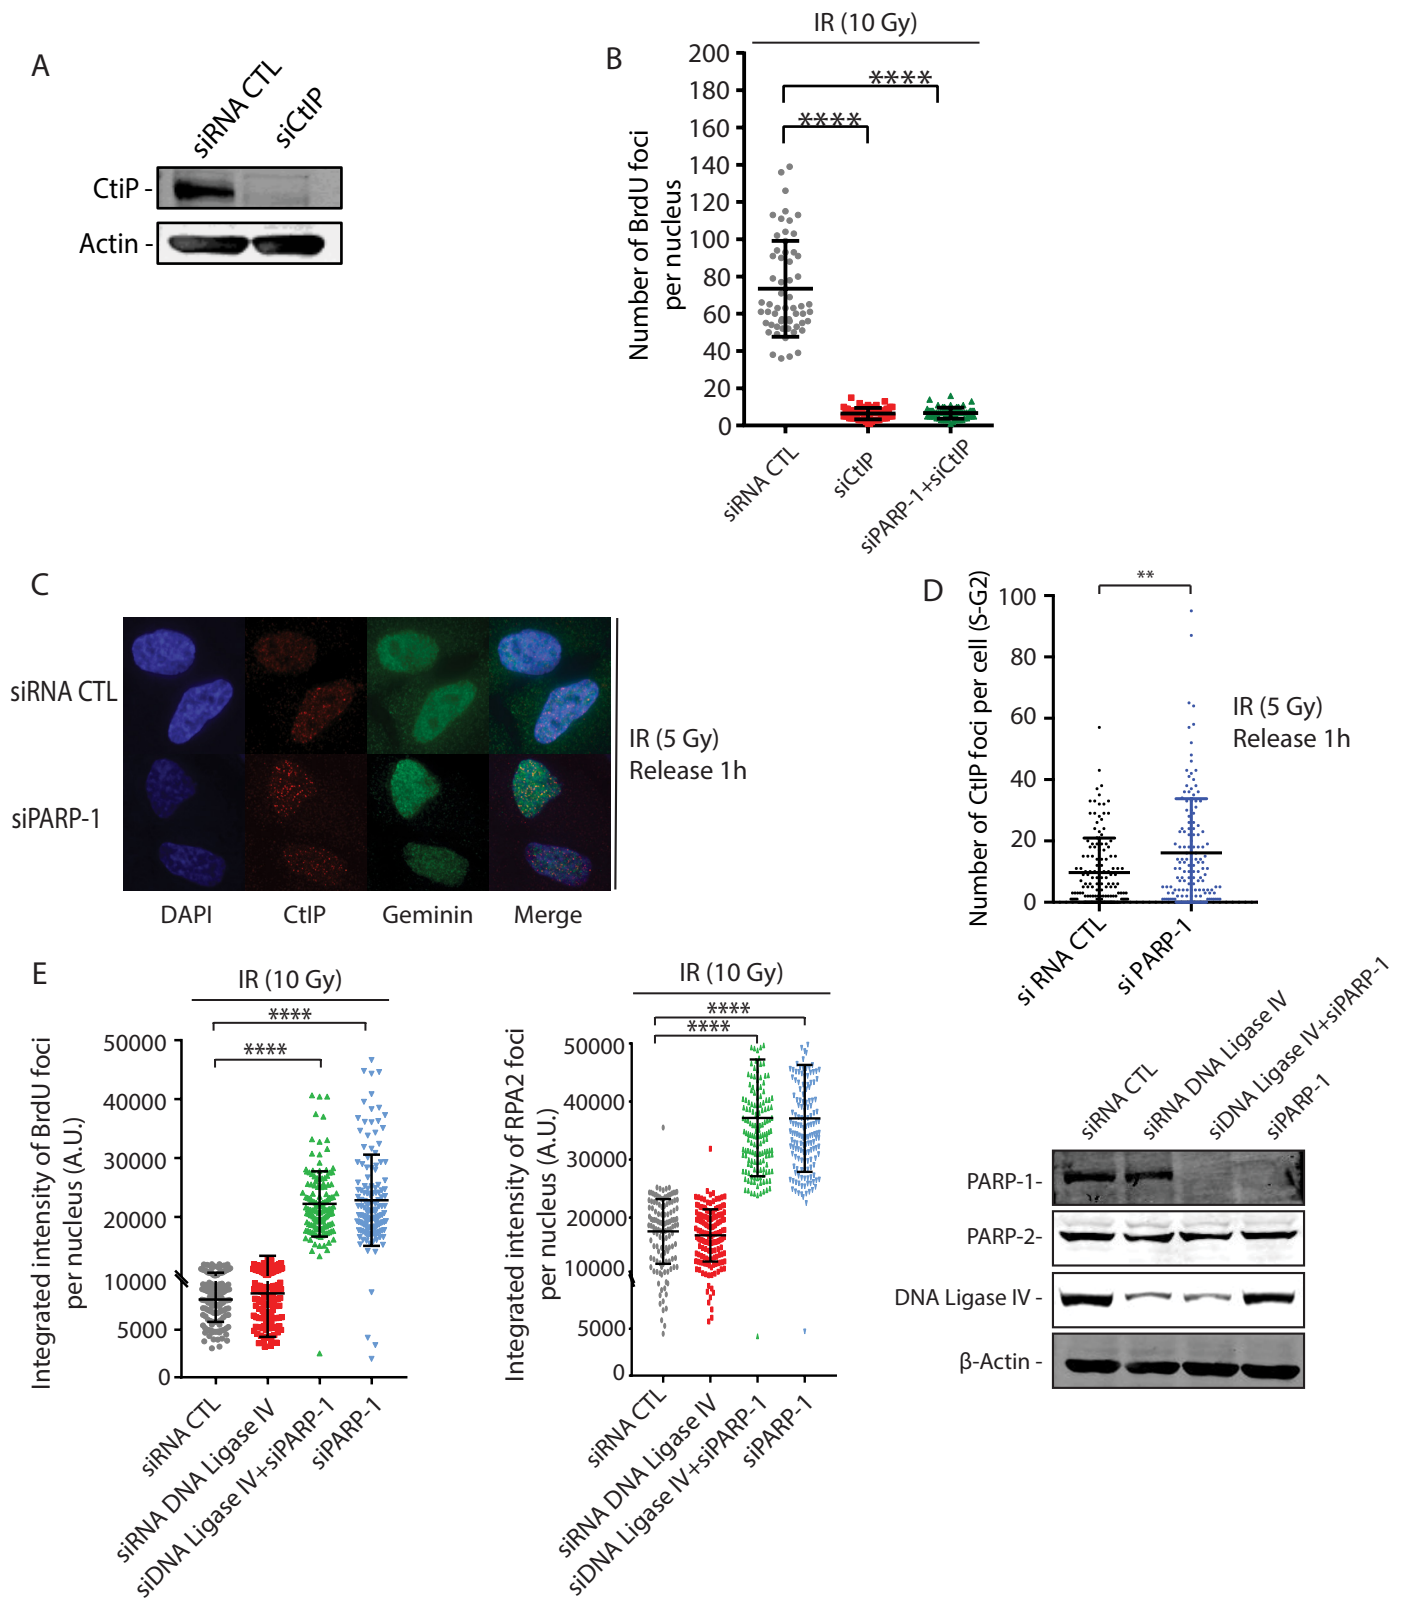 A
siRNA CTL
siCtIP
CtiP -
Actin -
B
IR (10 Gy)
****
****
Number of BrdU foci
per nucleus
200
180
160
140
120
100
80
60
40
20
0
siRNA CTL
siCtIP
siPARP-1+siCtIP
C
siRNA CTL
siPARP-1
DAPI
CtIP
Geminin
Merge
IR (5 Gy)
Release 1h
D
**
Number of CtIP foci per cell (S-G2)
100
80
60
40
20
0
IR (5 Gy)
Release 1h
si RNA CTL
si PARP-1
E
IR (10 Gy)
****
****
Integrated intensity of BrdU foci
per nucleus (A.U.)
50000
40000
30000
20000
10000
5000
0
siRNA CTL
siRNA DNA Ligase IV
siDNA Ligase IV+siPARP-1
siPARP-1
IR (10 Gy)
****
****
Integrated intensity of RPA2 foci
per nucleus (A.U.)
50000
40000
30000
20000
10000
5000
0
siRNA CTL
siRNA DNA Ligase IV
siDNA Ligase IV+siPARP-1
siPARP-1
siRNA CTL
siRNA DNA Ligase IV
siDNA Ligase IV+siPARP-1
siPARP-1
PARP-1-
PARP-2-
DNA Ligase IV -
β-Actin -